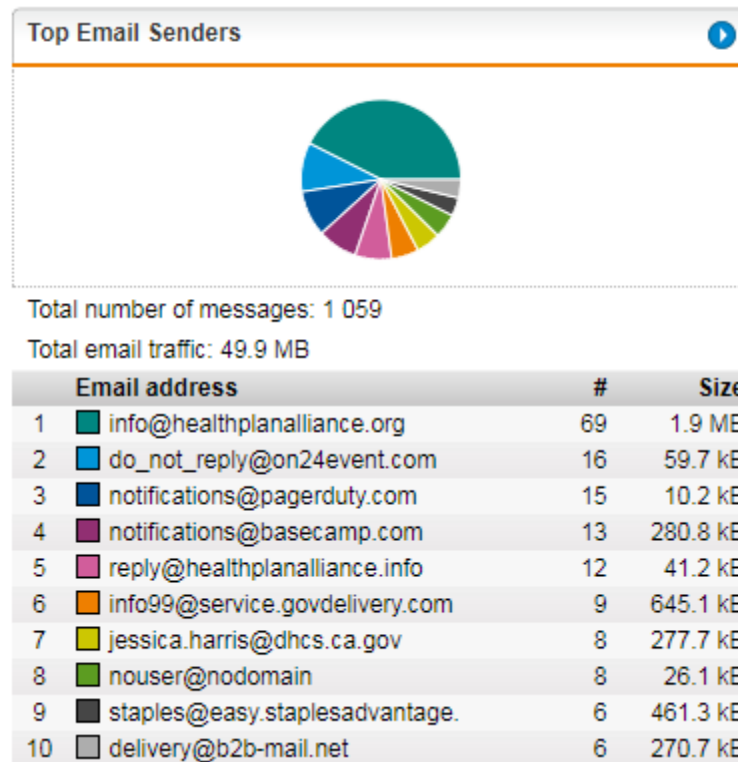 Top Email Senders
Total number of messages: 1 059
Total email traffic: 49.9 MB
Email address # Size
1 info@healthplanalliance.org 69 1.9 MB
2 do_not_reply@on24event.com 16 59.7 kB
3 notifications@pagerduty.com 15 10.2 kB
4 notifications@basecamp.com 13 280.8 kB
5 reply@healthplanalliance.info 12 41.2 kB
6 info99@service.govdelivery.com 9 645.1 kB
7 jessica.harris@dhcs.ca.gov 8 277.7 kB
8 nouser@nodomain 8 26.1 kB
9 staples@easy.staplesadvantage. 6 461.3 kB
10 delivery@b2b-mail.net 6 270.7 kB